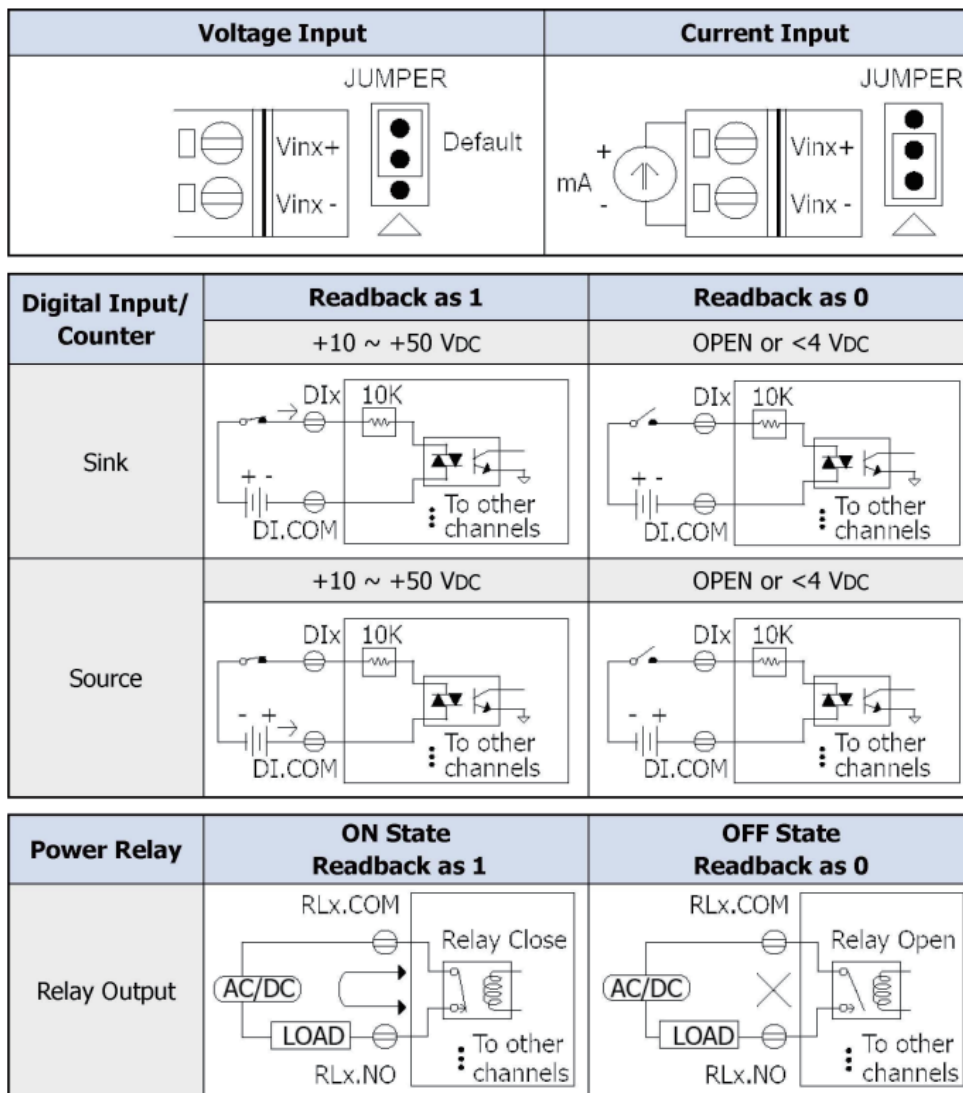 Voltage Input
Current Input
JUMPER
Vinx+
Default
Vinx -
JUMPER
+
mA
-
Vinx+
Vinx -
Digital Input/
Counter
Readback as 1
Readback as 0
+10 ~ +50 VDC
OPEN or <4 VDC
Sink
DIx 10K
+ -
DI.COM
To other
channels
DIx 10K
+ -
DI.COM
To other
channels
+10 ~ +50 VDC
OPEN or <4 VDC
Source
DIx 10K
- +
DI.COM
To other
channels
DIx 10K
- +
DI.COM
To other
channels
Power Relay
ON State
Readback as 1
OFF State
Readback as 0
Relay Output
RLx.COM
Relay Close
AC/DC
LOAD
RLx.NO
To other
channels
RLx.COM
Relay Open
AC/DC
LOAD
RLx.NO
To other
channels